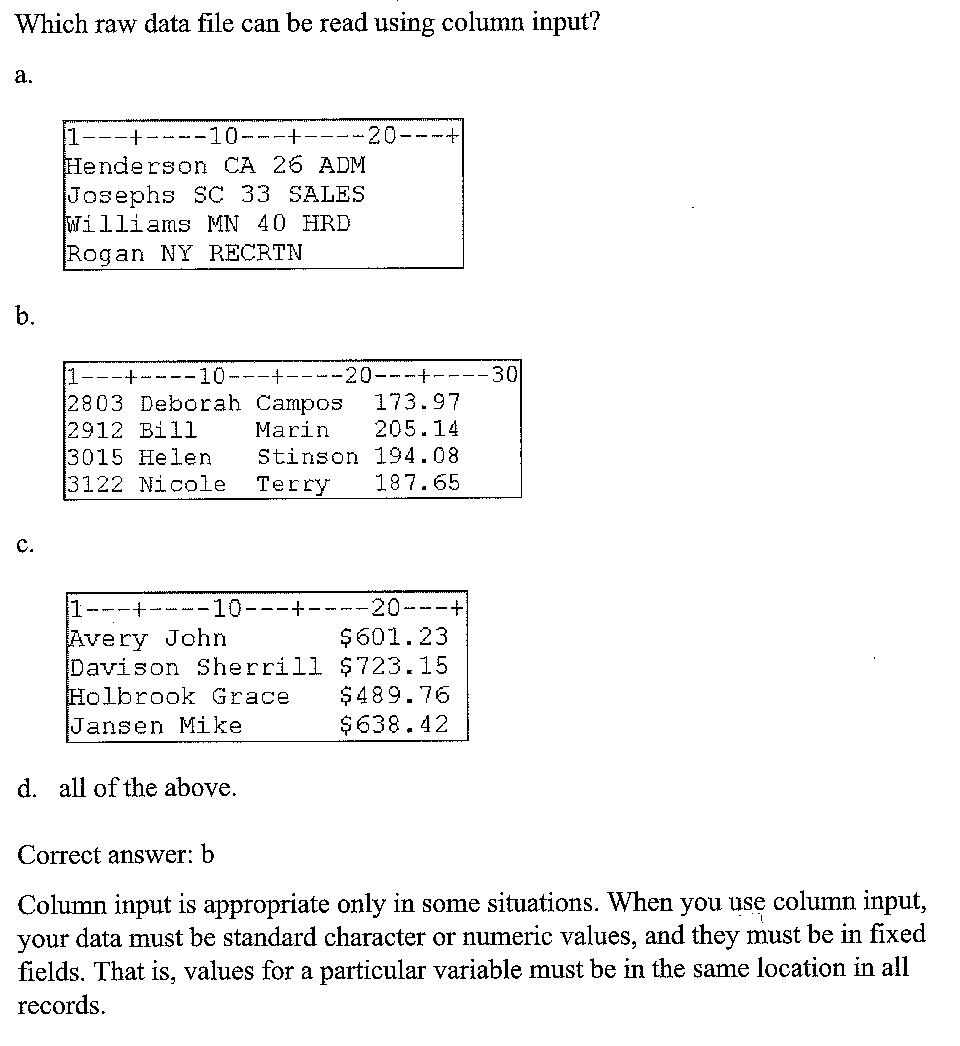 Which raw data file can be read using column input?
a.
1---+----10---+----20---+
Henderson CA 26 ADM
Josephs SC 33 SALES
Williams MN 40 HRD
Rogan NY RECRTN
b.
1---+----10---+----20---+----30
2803 Deborah Campos  173.97
2912 Bill    Marin   205.14
3015 Helen   Stinson 194.08
3122 Nicole  Terry   187.65
c.
1---+----10---+----20---+
Avery John       $601.23
Davison Sherrill $723.15
Holbrook Grace   $489.76
Jansen Mike      $638.42
d. all of the above.
Correct answer: b
Column input is appropriate only in some situations. When you use column input,
your data must be standard character or numeric values, and they must be in fixed
fields. That is, values for a particular variable must be in the same location in all
records.